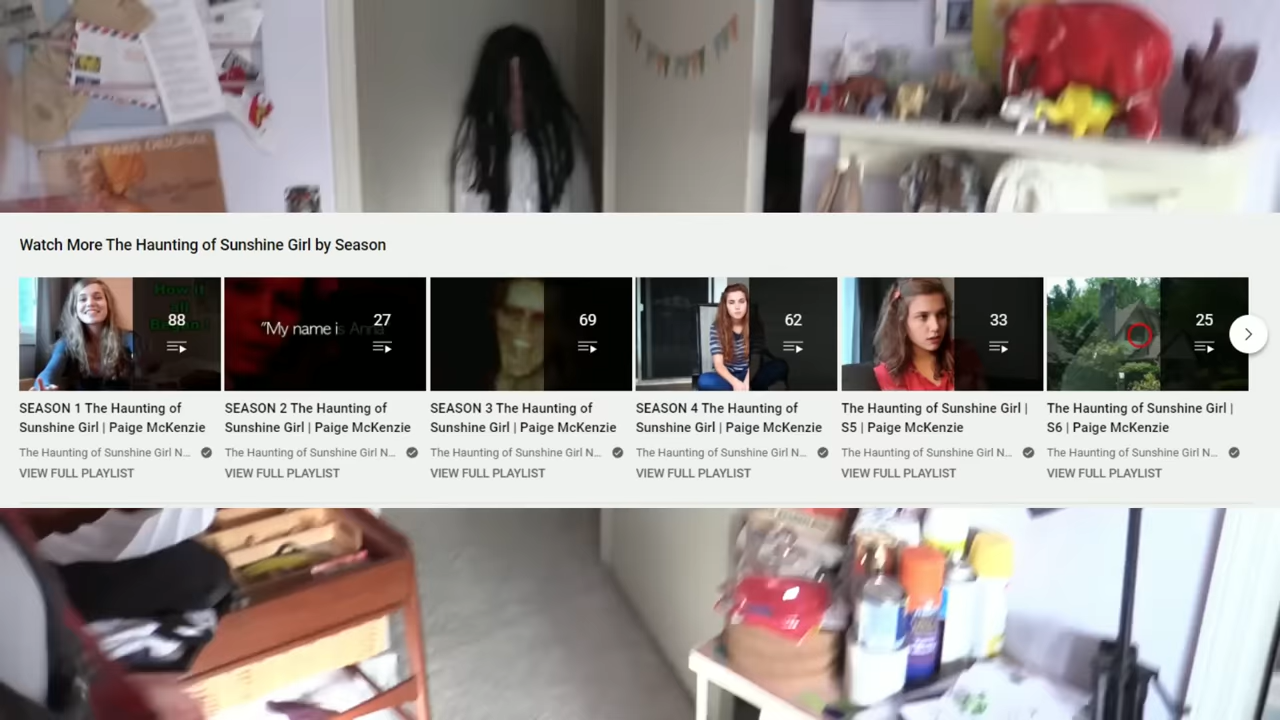 Watch More The Haunting of Sunshine Girl by Season
How it
all
88
"My name is Anna
27
69
62
33
25
SEASON 1 The Haunting of
Sunshine Girl | Paige McKenzie
The Haunting of Sunshine Girl N...
VIEW FULL PLAYLIST
SEASON 2 The Haunting of
Sunshine Girl | Paige McKenzie
The Haunting of Sunshine Girl N...
VIEW FULL PLAYLIST
SEASON 3 The Haunting of
Sunshine Girl | Paige McKenzie
The Haunting of Sunshine Girl N...
VIEW FULL PLAYLIST
SEASON 4 The Haunting of
Sunshine Girl | Paige McKenzie
The Haunting of Sunshine Girl N...
VIEW FULL PLAYLIST
The Haunting of Sunshine Girl |
S5 | Paige McKenzie
The Haunting of Sunshine Girl N...
VIEW FULL PLAYLIST
The Haunting of Sunshine Girl |
S6 | Paige McKenzie
The Haunting of Sunshine Girl N...
VIEW FULL PLAYLIST